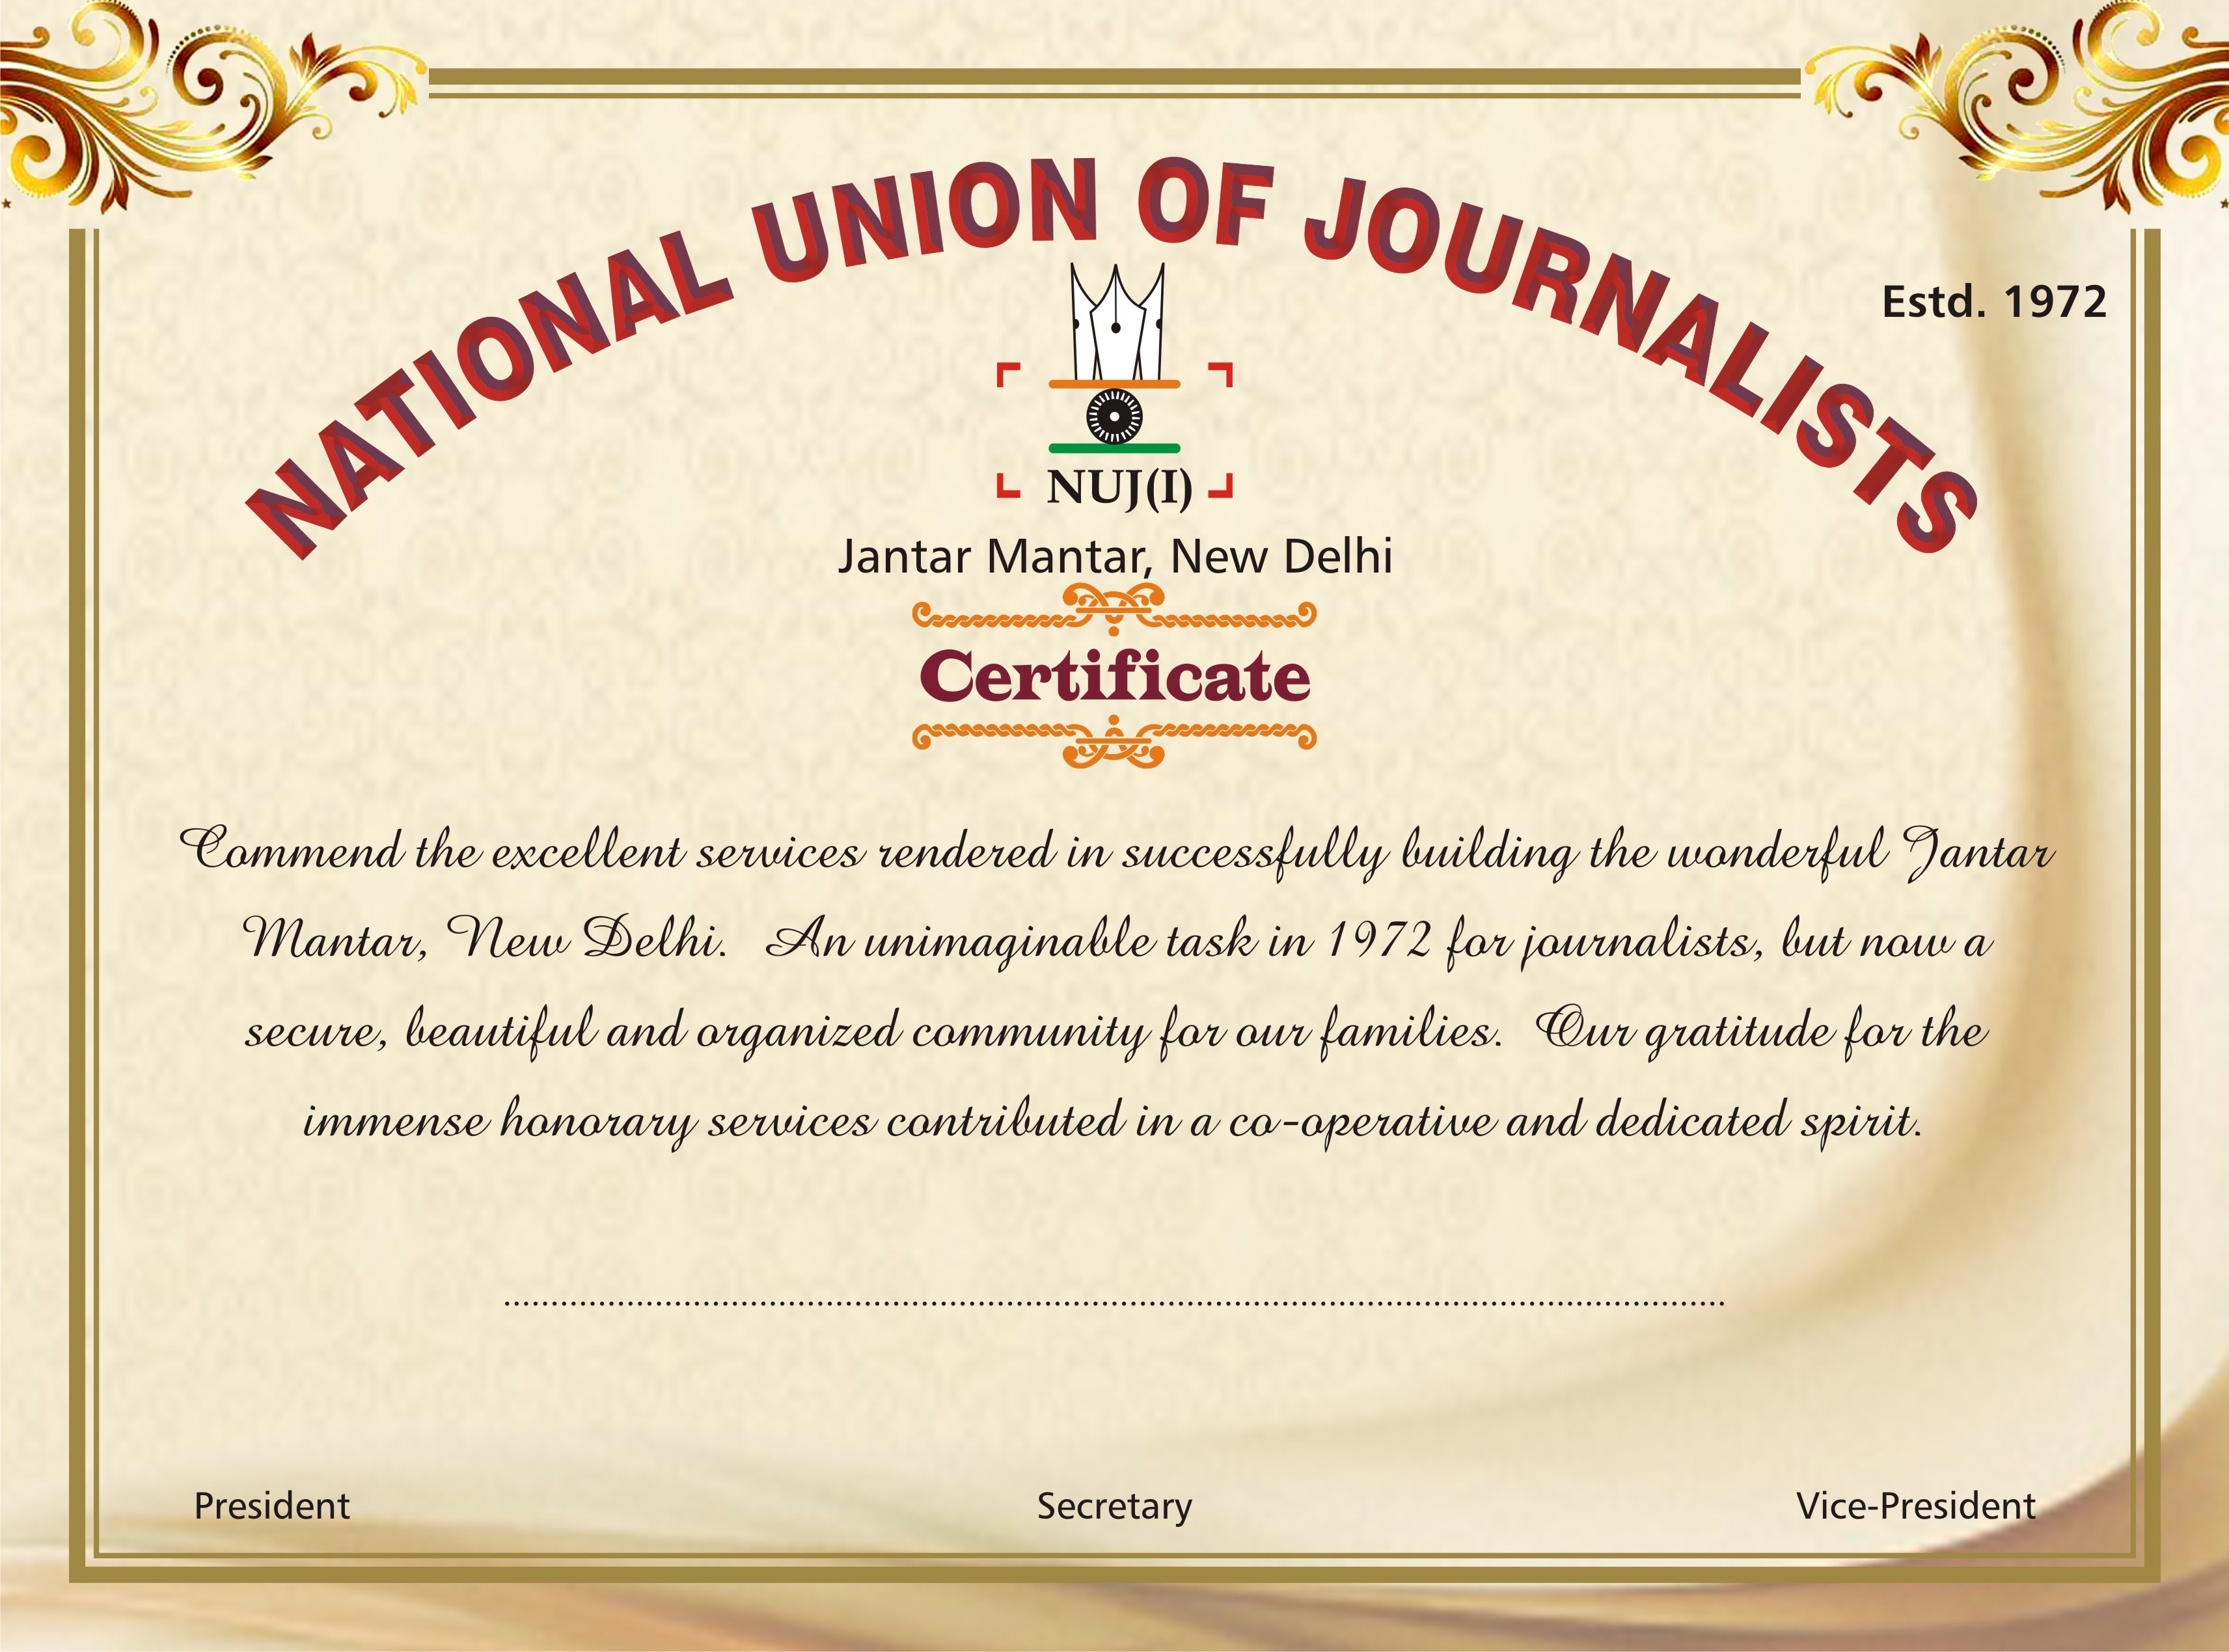 NATIONAL UNION OF JOURNALISTS
Estd. 1972
NUJ(I)
Jantar Mantar, New Delhi
Certificate
Commend the excellent services rendered in successfully building the wonderful Jantar
Mantar, New Delhi. An unimaginable task in 1972 for journalists, but now a
secure, beautiful and organized community for our families. Our gratitude for the
immense honorary services contributed in a co-operative and dedicated spirit.
................................................................................
President Secretary Vice-President